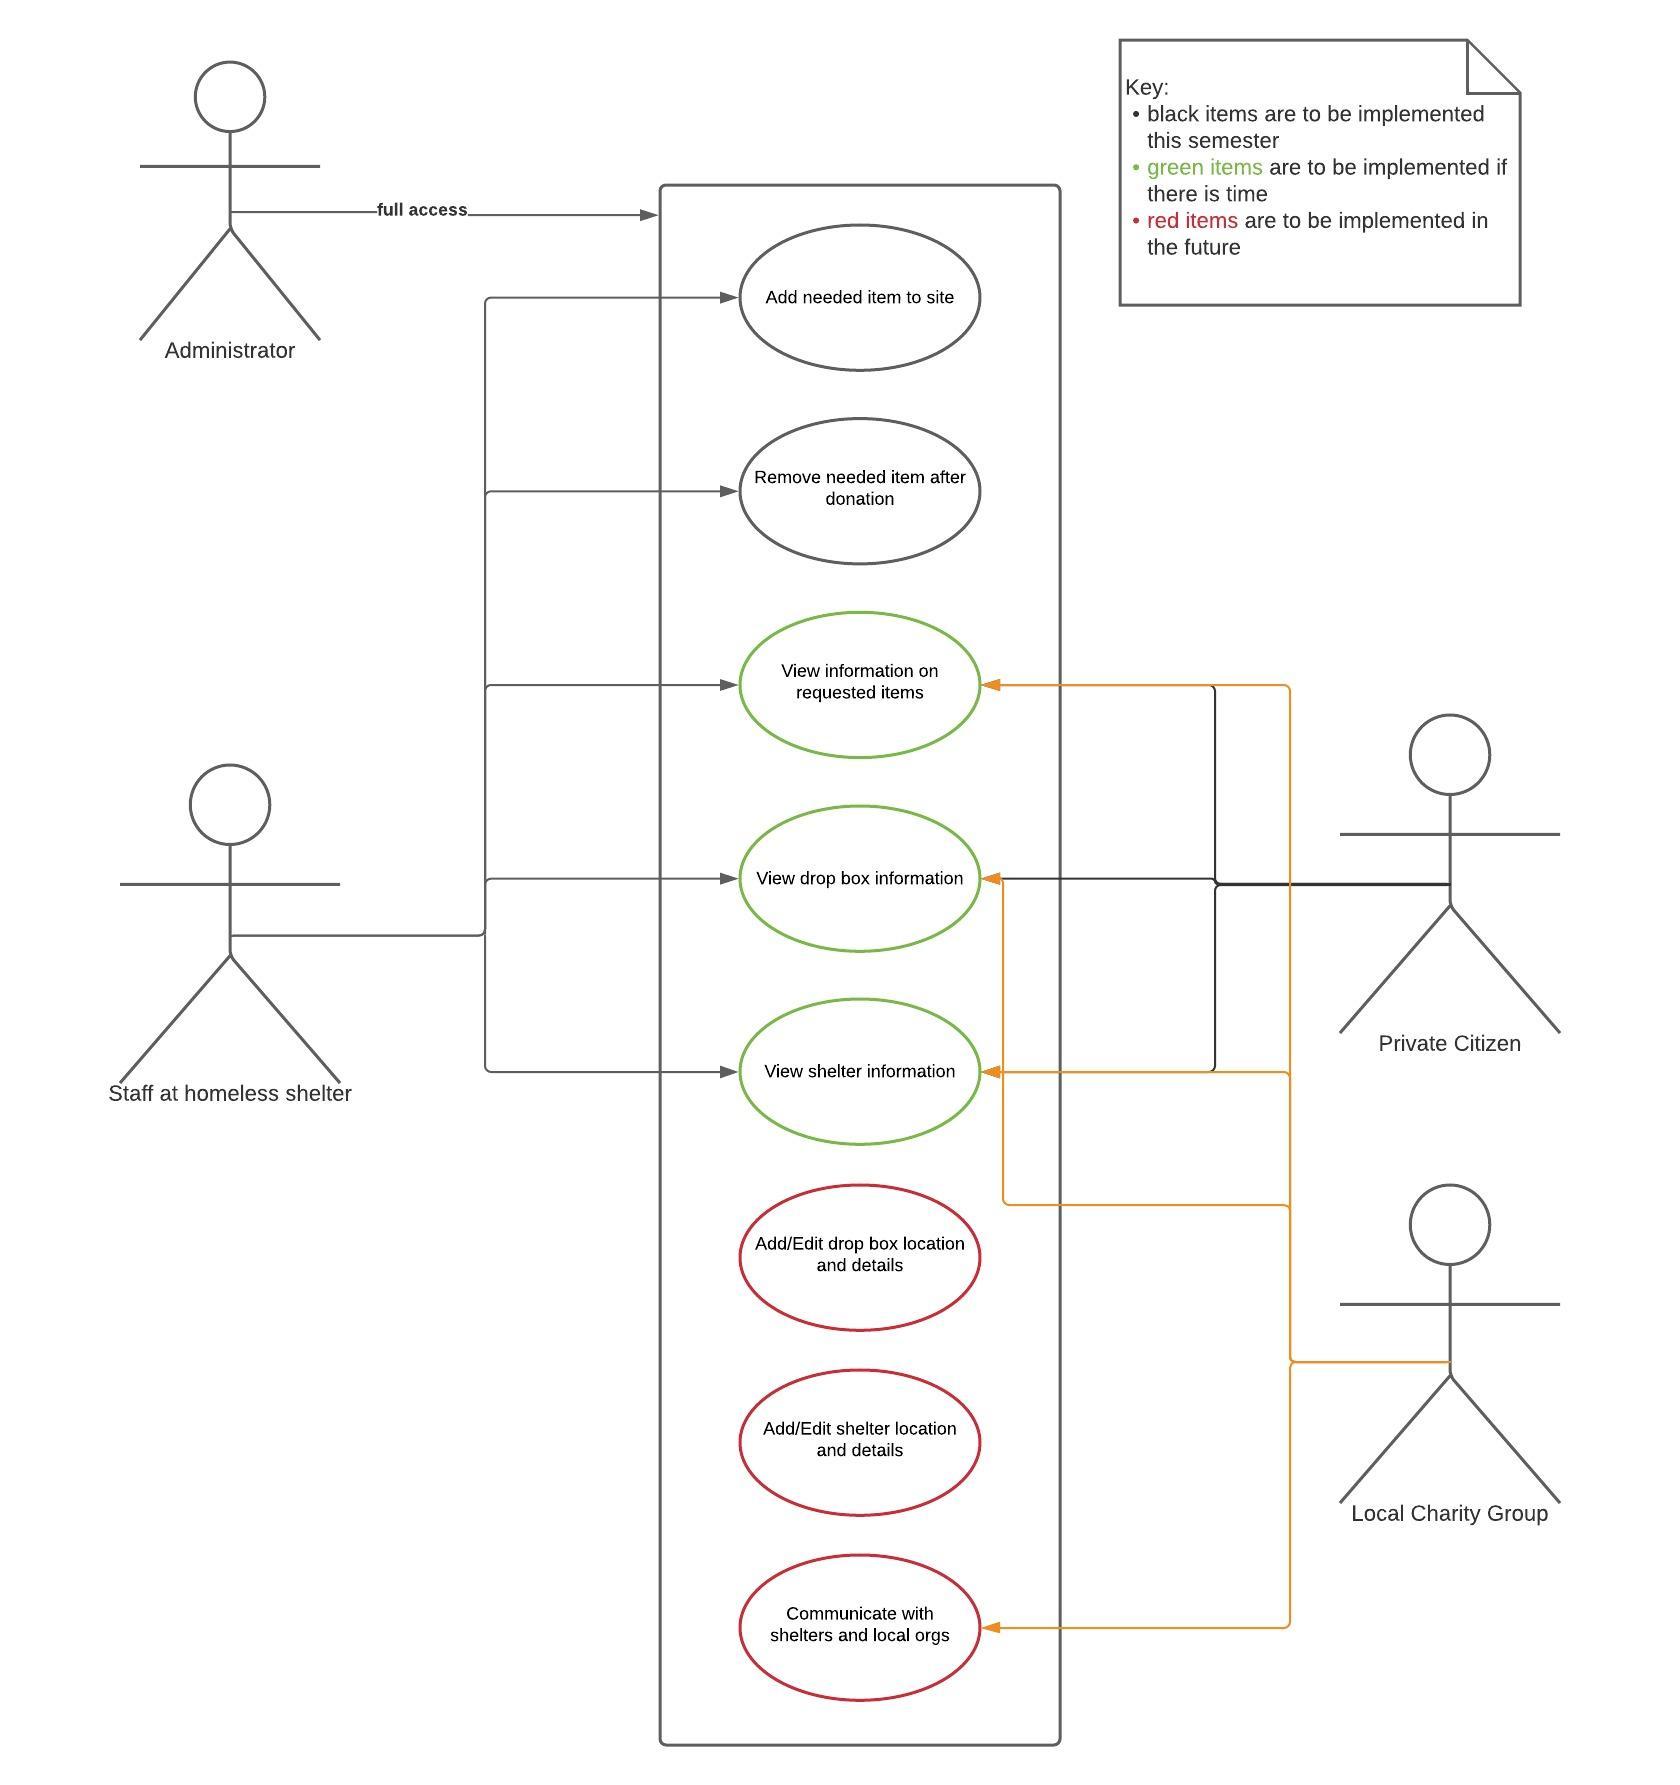 Key:
• black items are to be implemented
this semester
• green items are to be implemented if
there is time
• red items are to be implemented in
the future
full access
Administrator
Add needed item to site
Remove needed item after
donation
View information on
requested items
View drop box information
Private Citizen
View shelter information
Staff at homeless shelter
Add/Edit drop box location
and details
Add/Edit shelter location
and details
Local Charity Group
Communicate with
shelters and local orgs